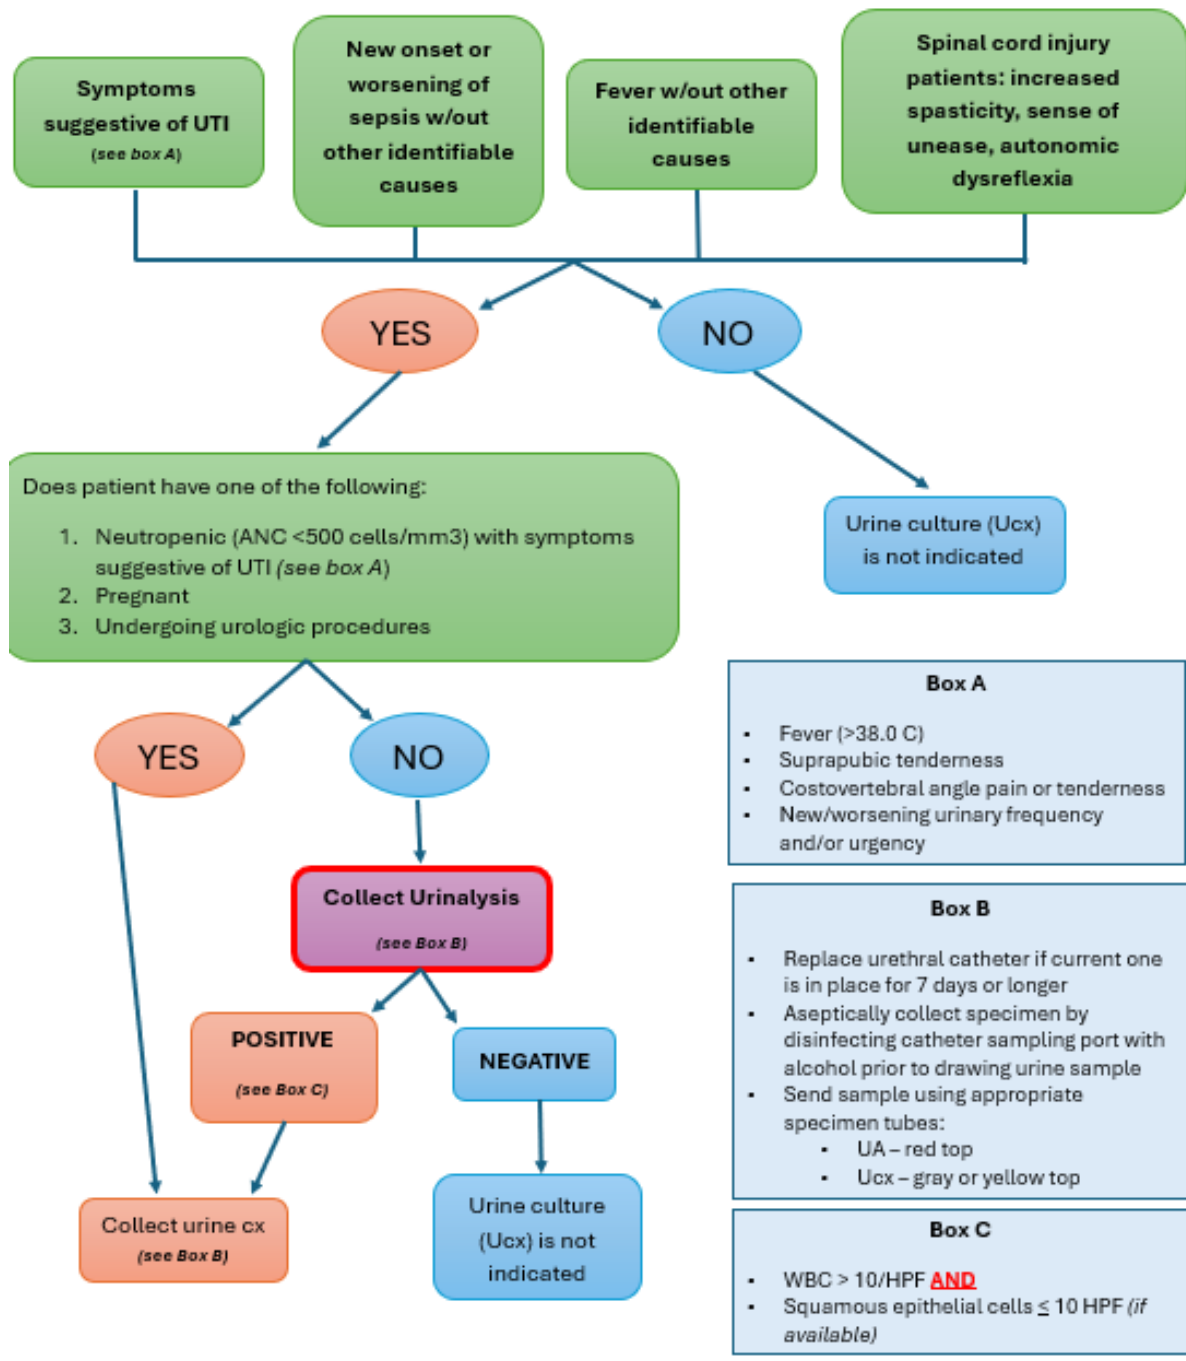 Symptoms
suggestive of UTI
(see box A)
New onset or
worsening of
sepsis w/out
other identifiable
causes
Fever w/out other
identifiable
causes
Spinal cord injury
patients: increased
spasticity, sense of
unease, autonomic
dysreflexia
YES
NO
Does patient have one of the following:
1. Neutropenic (ANC <500 cells/mm3) with symptoms
suggestive of UTI (see box A)
2. Pregnant
3. Undergoing urologic procedures
Urine culture (Ucx)
is not indicated
YES
NO
Collect Urinalysis
(see Box B)
POSITIVE
(see Box C)
NEGATIVE
Collect urine cx
(see Box B)
Urine culture
(Ucx) is not
indicated
Box A
▪ Fever (>38.0 C)
▪ Suprapubic tenderness
▪ Costovertebral angle pain or tenderness
▪ New/worsening urinary frequency
and/or urgency
Box B
▪ Replace urethral catheter if current one
is in place for 7 days or longer
▪ Aseptically collect specimen by
disinfecting catheter sampling port with
alcohol prior to drawing urine sample
▪ Send sample using appropriate
specimen tubes:
▪ UA – red top
▪ Ucx – gray or yellow top
Box C
▪ WBC > 10/HPF AND
▪ Squamous epithelial cells ≤ 10 HPF (if
available)